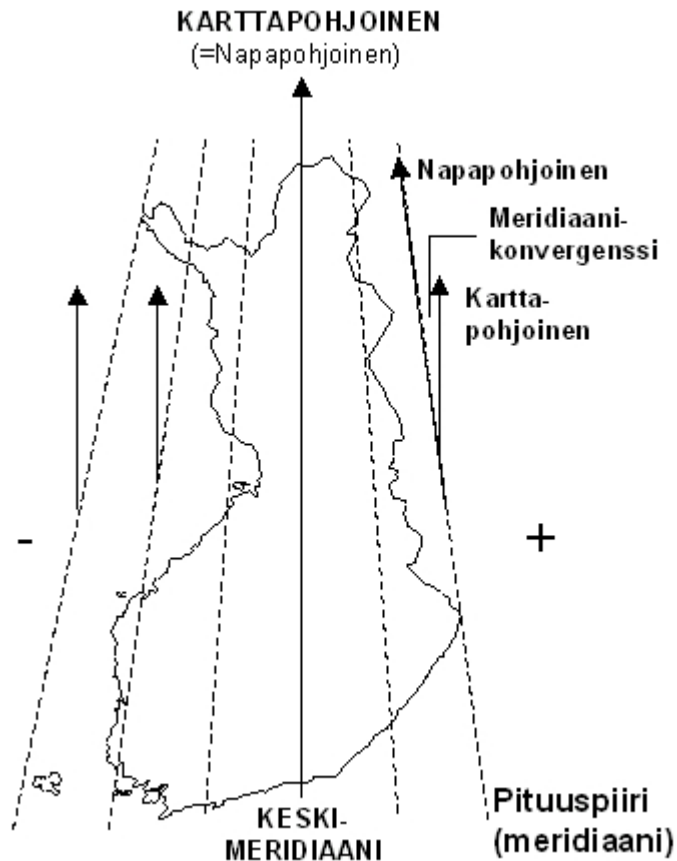 KARTTAPOHJOINEN
(=Napapohjoinen)
Napapohjoinen
Meridiaani-
konvergenssi
Kartta-
pohjoinen
-
+
Pituuspiiri
(meridiaani)
KESKI-
MERIDIAANI